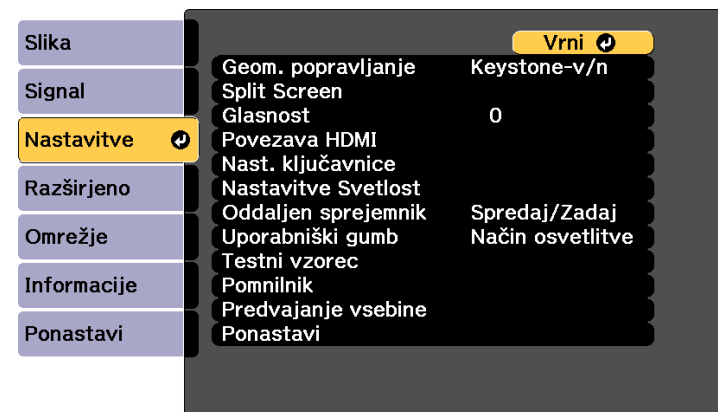 Slika
Signal
Nastavitve
Razširjeno
Omrežje
Informacije
Ponastavi
Vrni
Geom. popravljanje Keystone-v/n
Split Screen
Glasnost 0
Povezava HDMI
Nast. ključavnice
Nastavitve Svetlost
Oddaljen sprejemnik Spredaj/Zadaj
Uporabniški gumb Način osvetlitve
Testni vzorec
Pomnilnik
Predvajanje vsebine
Ponastavi